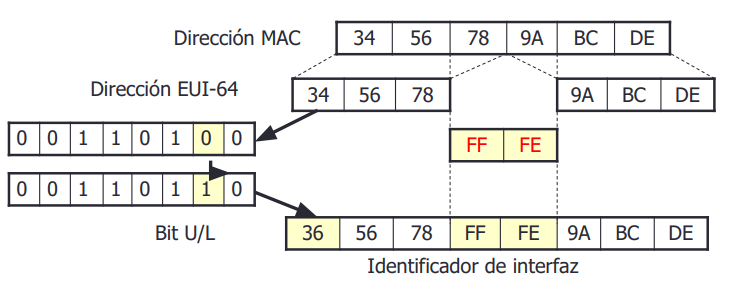 Dirección MAC 34 56 78 9A BC DE
Dirección EUI-64 34 56 78 9A BC DE
0 0 1 1 0 1 0 0
FF FE
0 0 1 1 0 1 1 0
Bit U/L 36 56 78 FF FE 9A BC DE
Identificador de interfaz